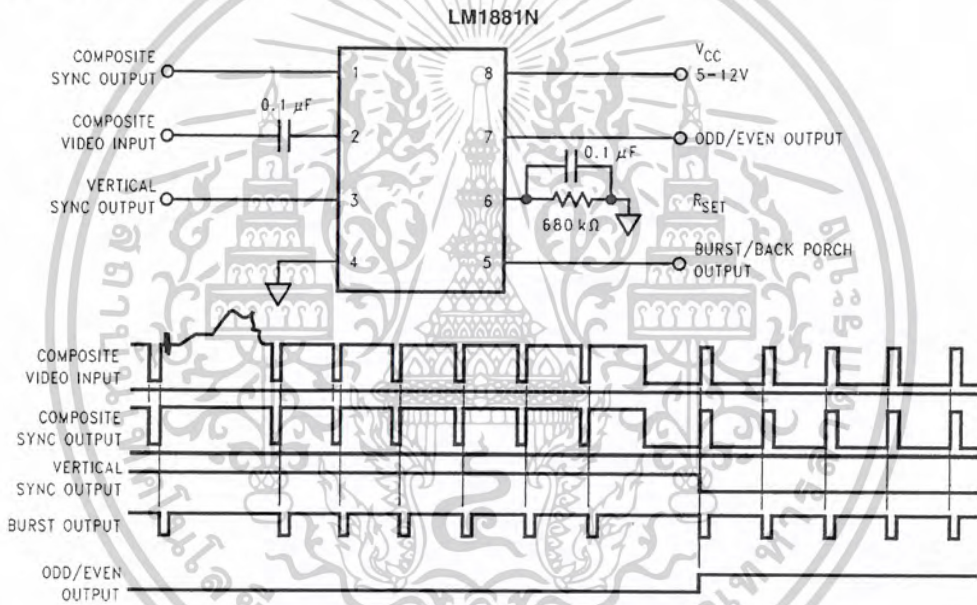 LM1881N
COMPOSITE
SYNC OUTPUT
COMPOSITE
VIDEO INPUT
VERTICAL
SYNC OUTPUT
0.1 µF
1
2
3
4
8
7
6
5
V_CC
5-12V
ODD/EVEN OUTPUT
0.1 µF
680 kΩ
R_SET
BURST/BACK PORCH
OUTPUT
COMPOSITE
VIDEO INPUT
COMPOSITE
SYNC OUTPUT
VERTICAL
SYNC OUTPUT
BURST OUTPUT
ODD/EVEN
OUTPUT